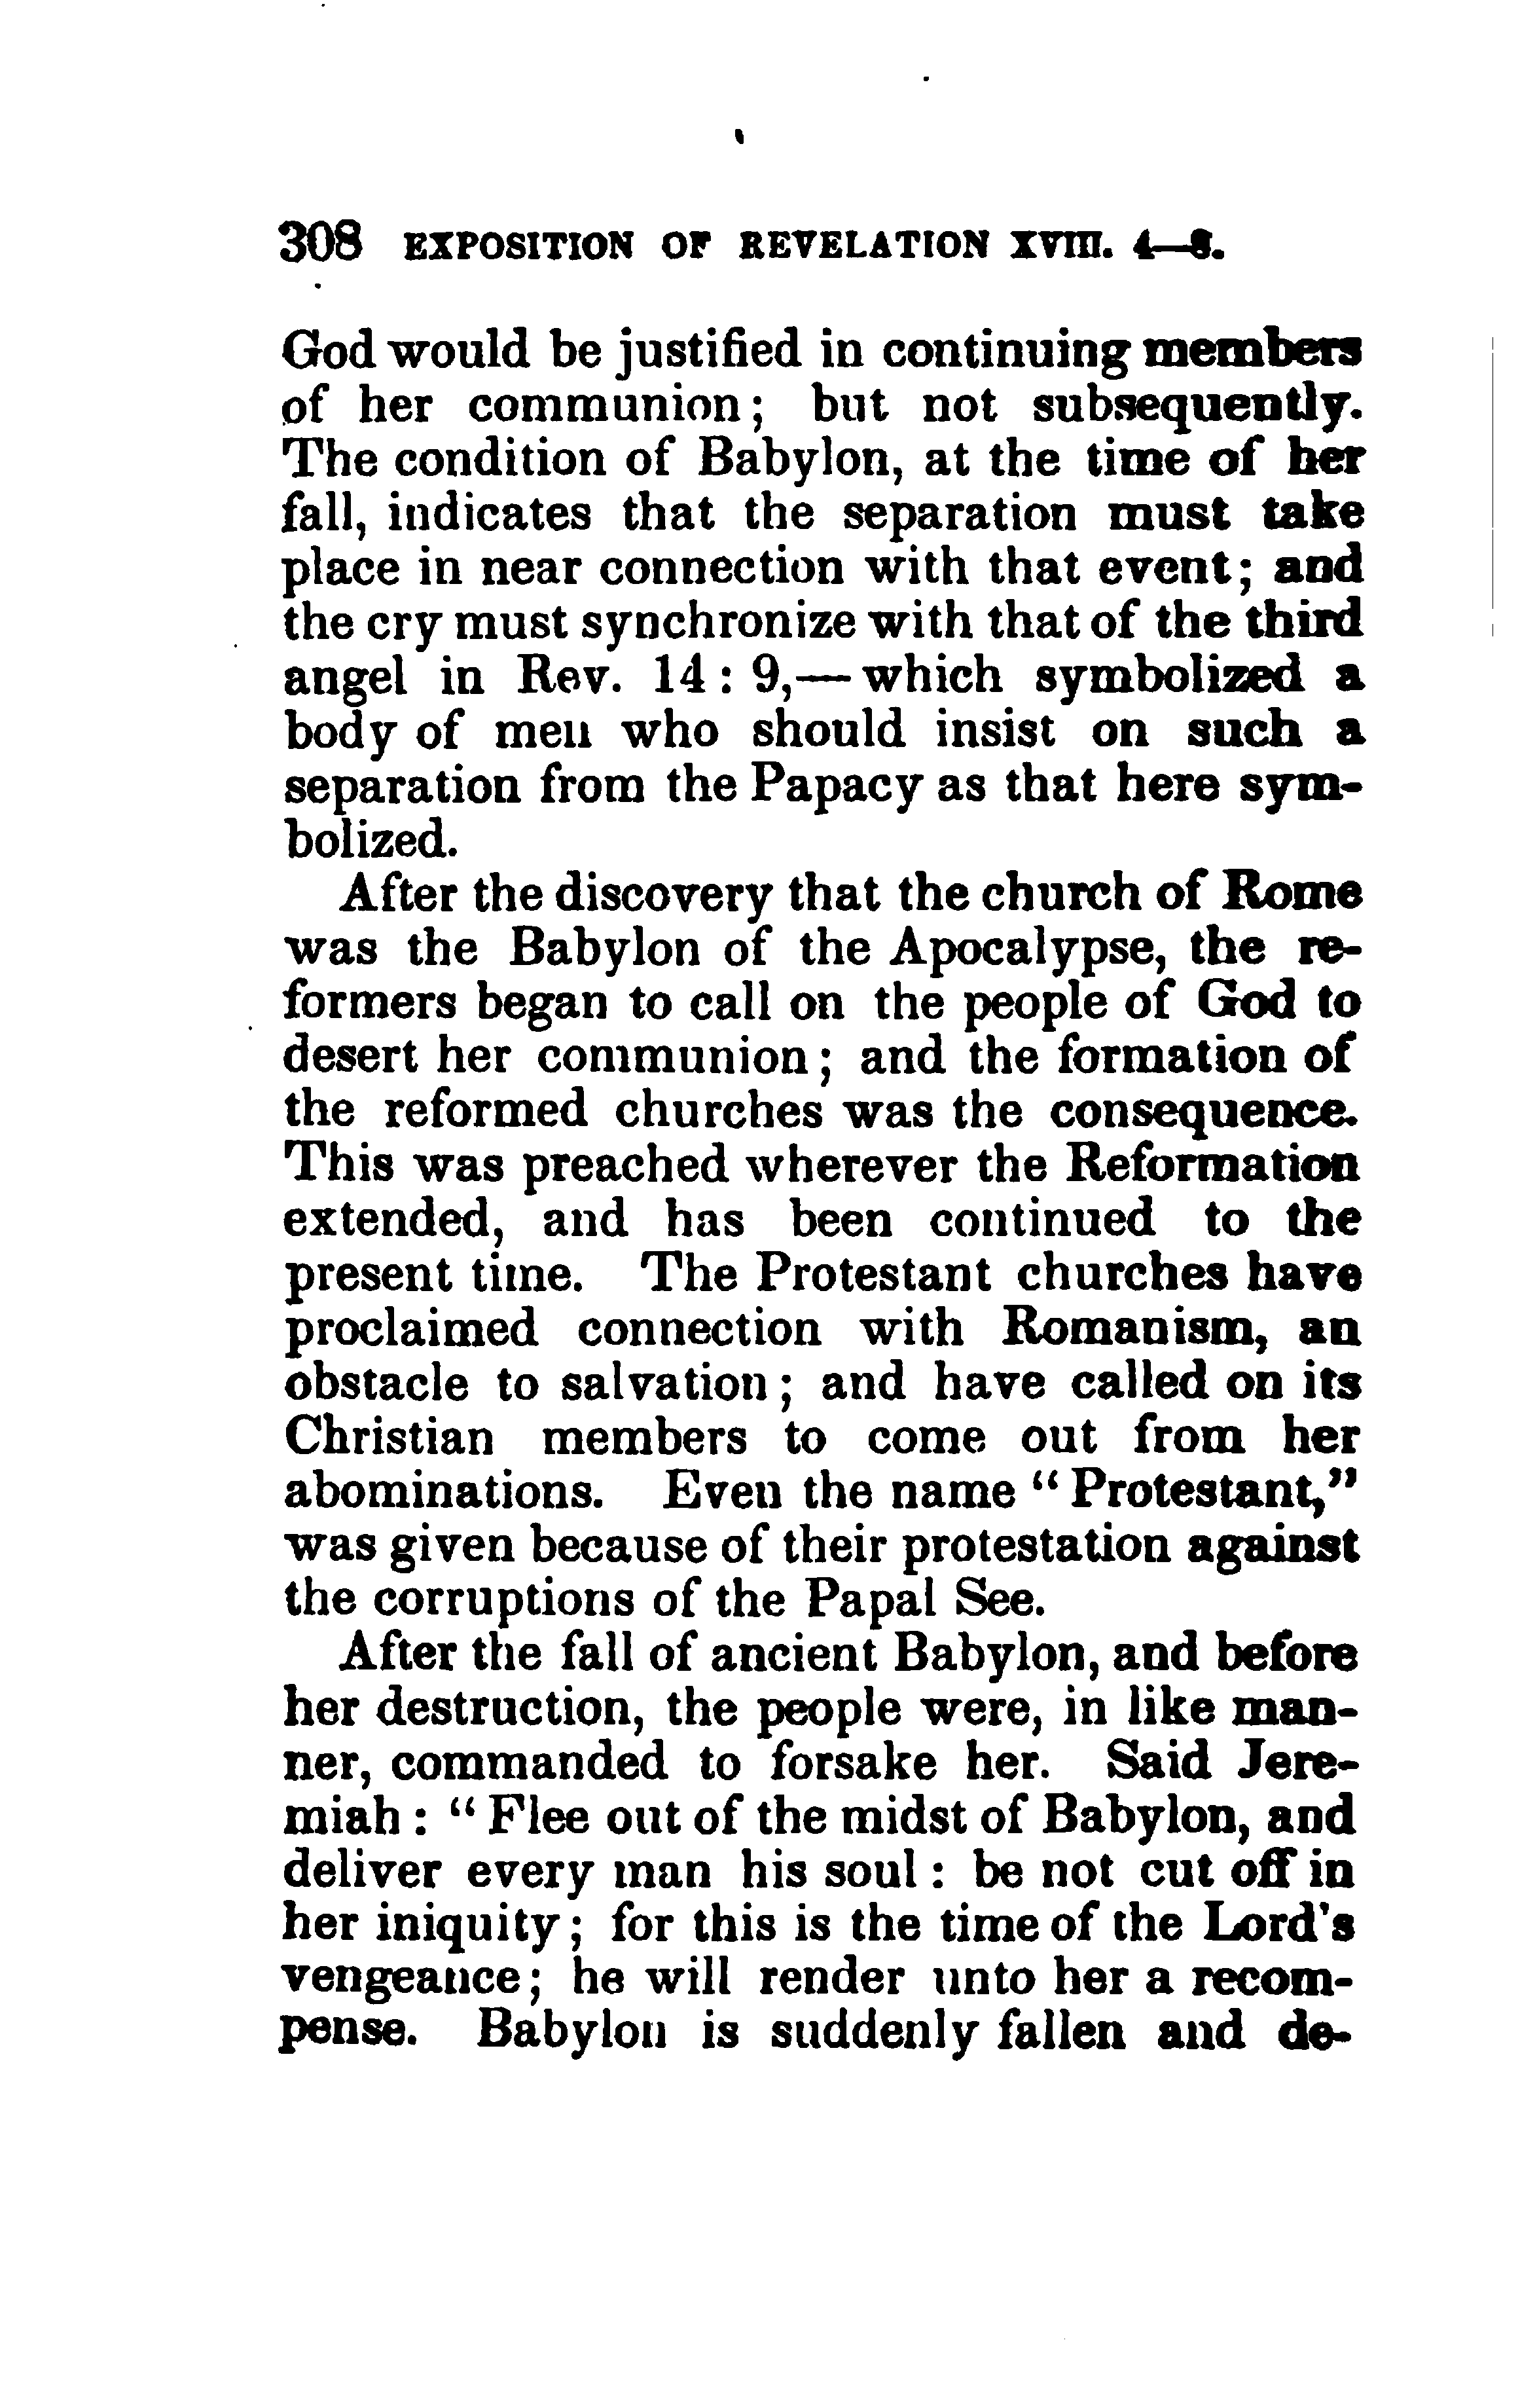 308 EXPOSITION OF REVELATION XVIII. 4—8.
God would be justified in continuing members
of her communion; but not subsequently.
The condition of Babylon, at the time of her
fall, indicates that the separation must take
place in near connection with that event; and
the cry must synchronize with that of the third
angel in Rev. 14 : 9,— which symbolized a
body of men who should insist on such a
separation from the Papacy as that here sym-
bolized.
After the discovery that the church of Rome
was the Babylon of the Apocalypse, the re-
formers began to call on the people of God to
desert her communion; and the formation of
the reformed churches was the consequence.
This was preached wherever the Reformation
extended, and has been continued to the
present time. The Protestant churches have
proclaimed connection with Romanism, an
obstacle to salvation; and have called on its
Christian members to come out from her
abominations. Even the name “Protestant,”
was given because of their protestation against
the corruptions of the Papal See.
After the fall of ancient Babylon, and before
her destruction, the people were, in like man-
ner, commanded to forsake her. Said Jere-
miah : “Flee out of the midst of Babylon, and
deliver every man his soul : be not cut off in
her iniquity; for this is the time of the Lord's
vengeance; he will render unto her a recom-
pense. Babylon is suddenly fallen and de-